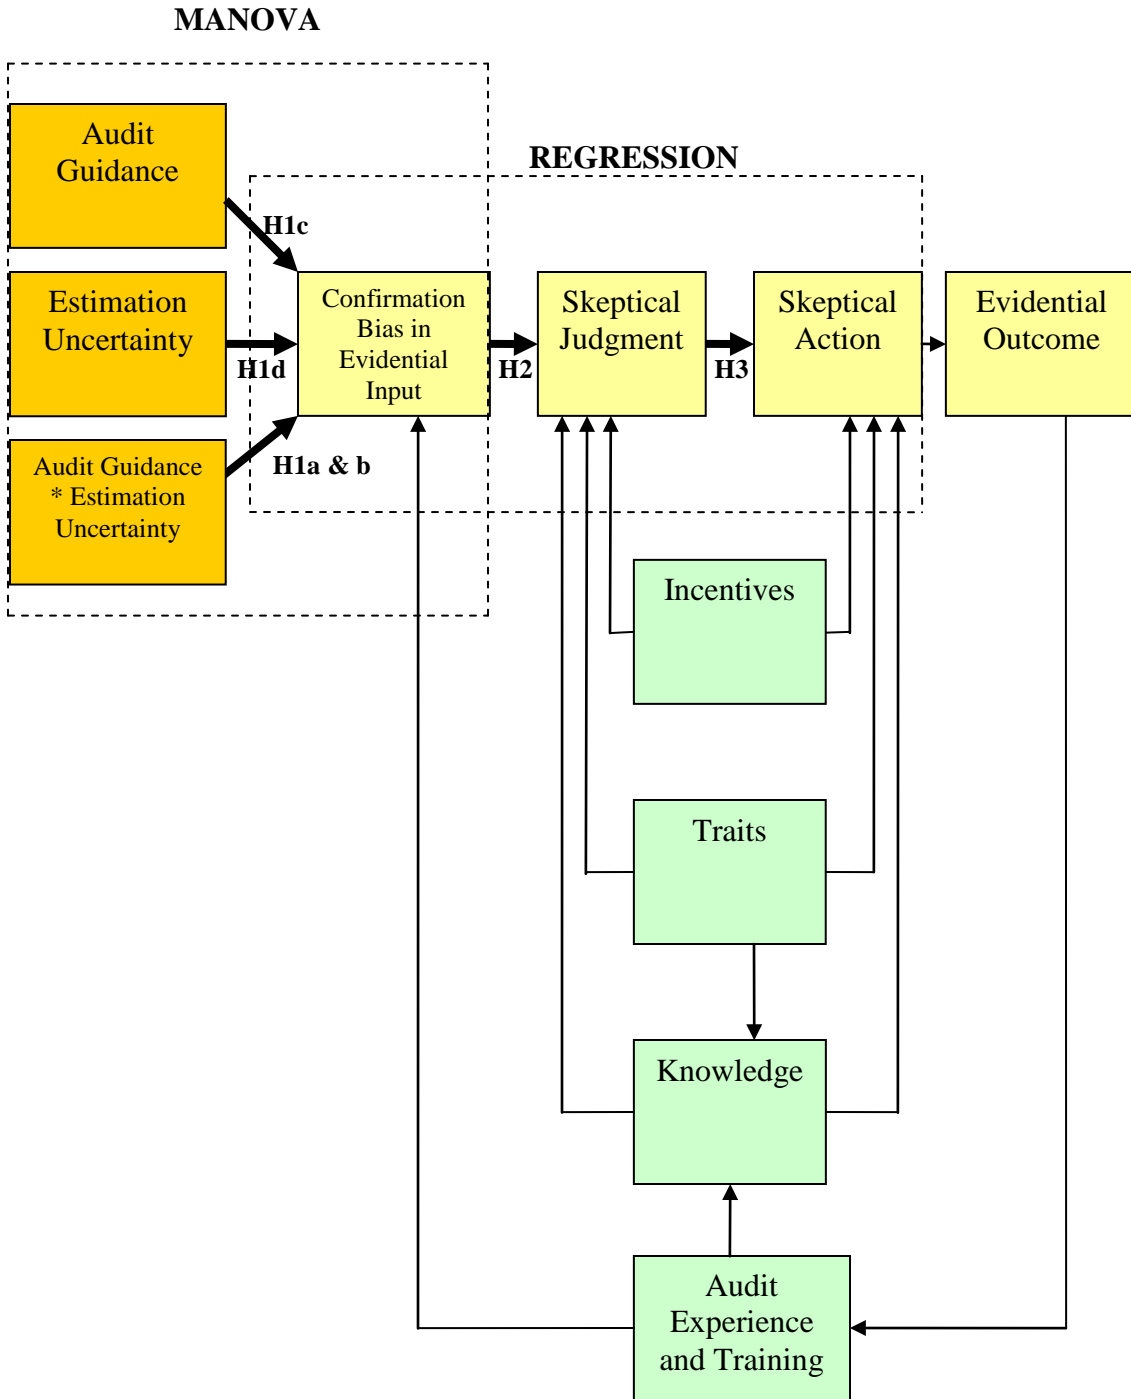 MANOVA
Audit
Guidance
REGRESSION
H1c
Estimation
Uncertainty
H1d
Confirmation
Bias in
Evidential
Input
H2
Skeptical
Judgment
H3
Skeptical
Action
Evidential
Outcome
Audit Guidance
* Estimation
Uncertainty
H1a & b
Incentives
Traits
Knowledge
Audit
Experience
and Training